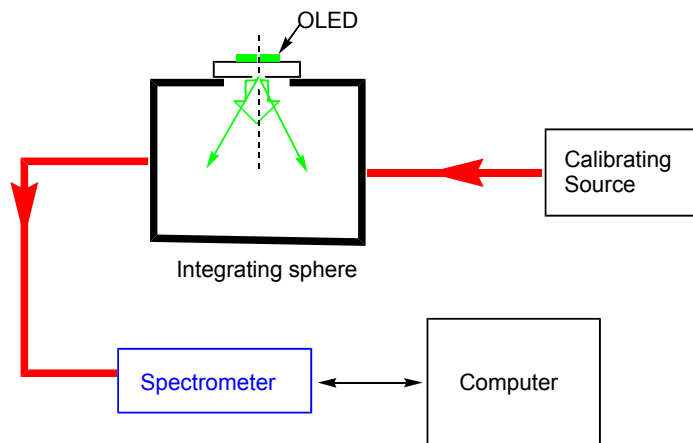 OLED
Calibrating
Source
Integrating sphere
Spectrometer
Computer